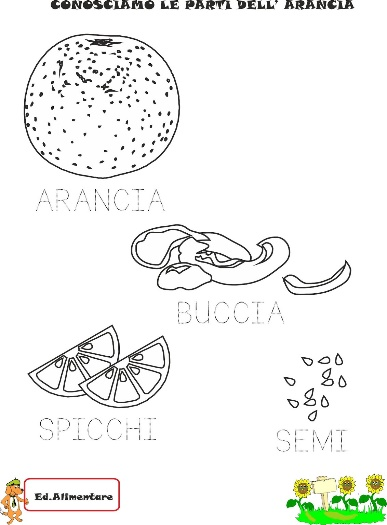 CONOSCIAMO LE PARTI DELL' ARANCIA
ARANCIA
BUCCIA
SPICCHI
SEMI
Ed.Alimentare